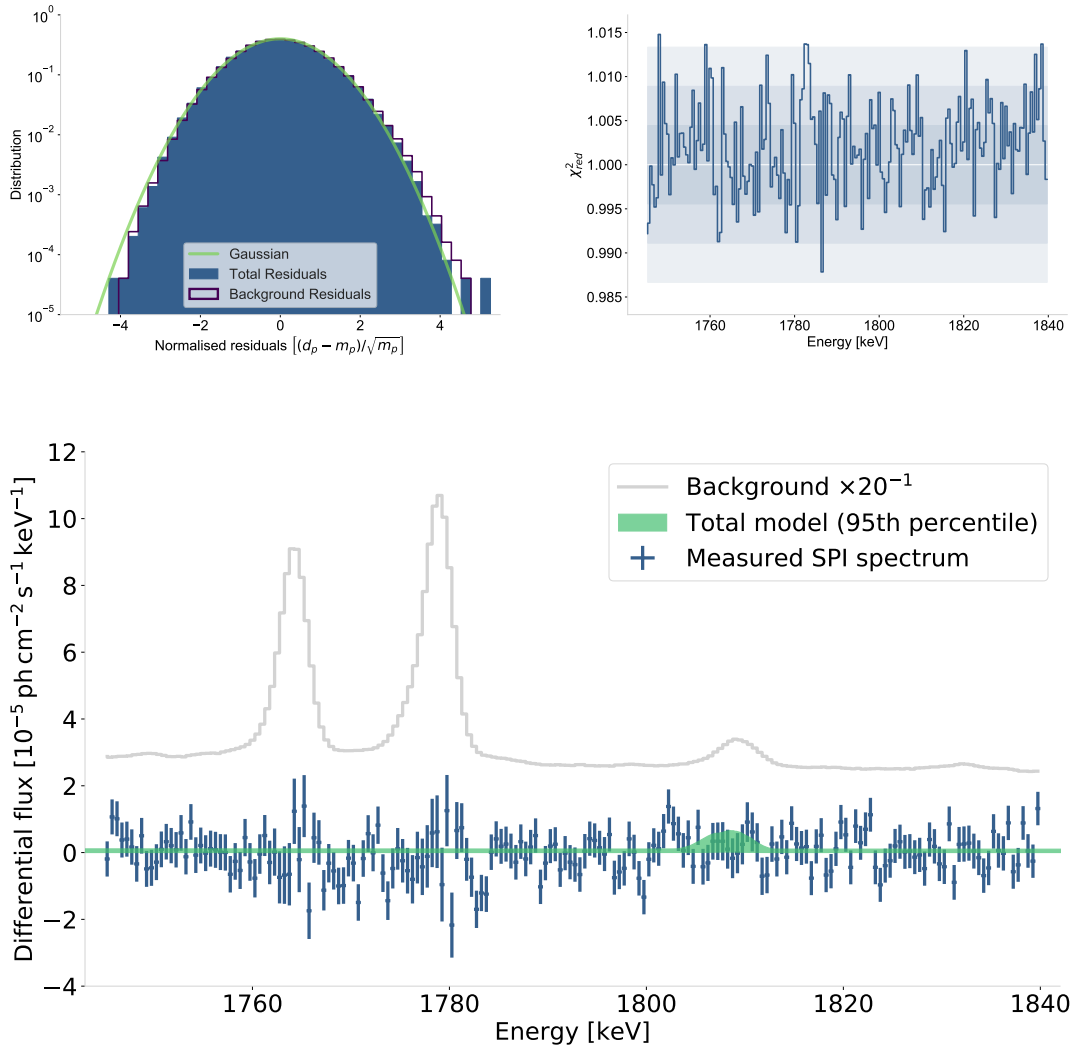 10^0
10^−1
10^−2
10^−3
10^−4
10^−5
Distribution
Gaussian
Total Residuals
Background Residuals
−4 −2 0 2 4
Normalised residuals [(d_p − m_p)/√m_p]
1.015
1.010
1.005
1.000
0.995
0.990
0.985
χ²_red
1760 1780 1800 1820 1840
Energy [keV]
12
10
8
6
4
2
0
−2
−4
Differential flux [10^−5 ph cm^−2 s^−1 keV^−1]
Background ×20^−1
Total model (95th percentile)
Measured SPI spectrum
1760 1780 1800 1820 1840
Energy [keV]